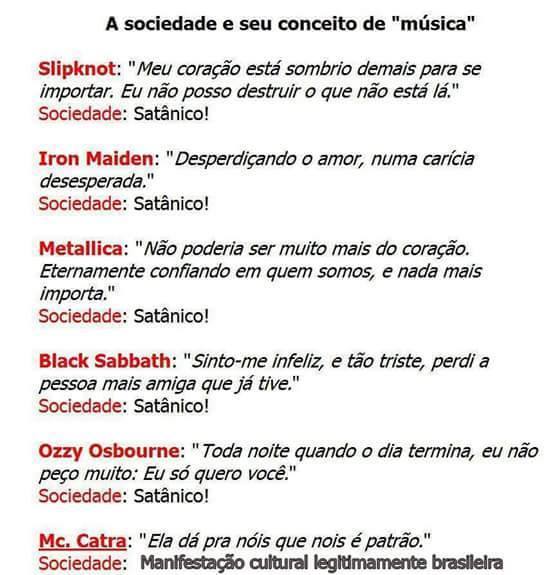 A sociedade e seu conceito de "música"
Slipknot: "Meu coração está sombrio demais para se
importar. Eu não posso destruir o que não está lá."
Sociedade: Satânico!
Iron Maiden: "Desperdiçando o amor, numa carícia
desesperada."
Sociedade: Satânico!
Metallica: "Não poderia ser muito mais do coração.
Eternamente confiando em quem somos, e nada mais
importa."
Sociedade: Satânico!
Black Sabbath: "Sinto-me infeliz, e tão triste, perdi a
pessoa mais amiga que já tive."
Sociedade: Satânico!
Ozzy Osbourne: "Toda noite quando o dia termina, eu não
peço muito: Eu só quero você."
Sociedade: Satânico!
Mc. Catra: "Ela dá pra nóis que nois é patrão."
Sociedade: Manifestação cultural legitimamente brasileira